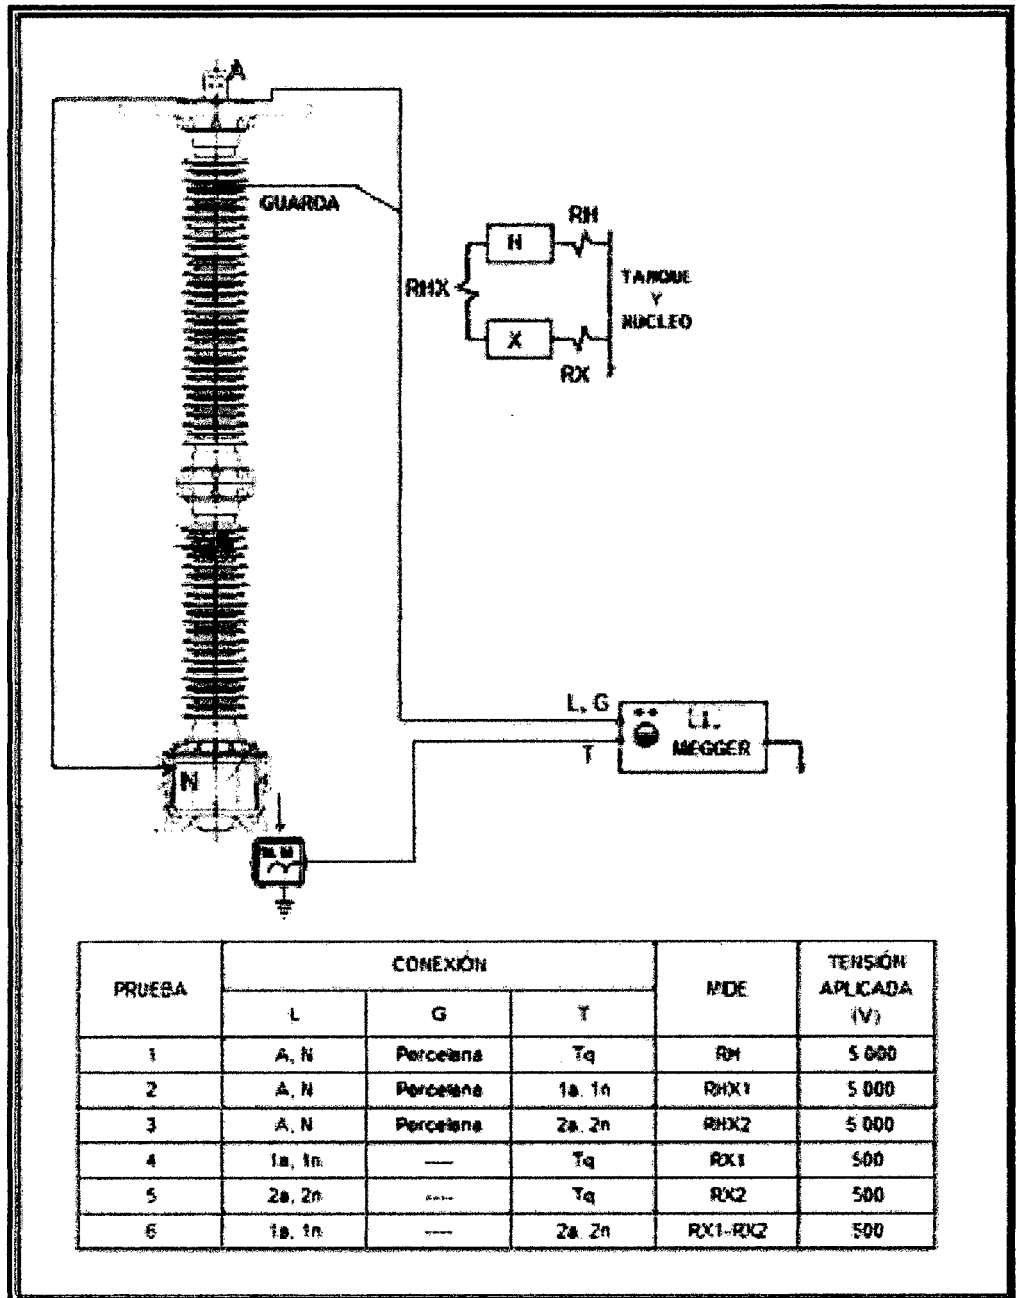 A
GUARDA
RH
H
RHX
TANQUE
Y
NUCLEO
X
RX
L, G
T
MEGGER
N
PRUEBA CONEXIÓN MIDE TENSIÓN APLICADA (V)
L G T
1 A, N Porcelana Tq RH 5 000
2 A, N Porcelana 1a, 1n RHX1 5 000
3 A, N Porcelana 2a, 2n RHX2 5 000
4 1a, 1n ---- Tq RX1 500
5 2a, 2n ---- Tq RX2 500
6 1a, 1n ---- 2a, 2n RX1-RX2 500